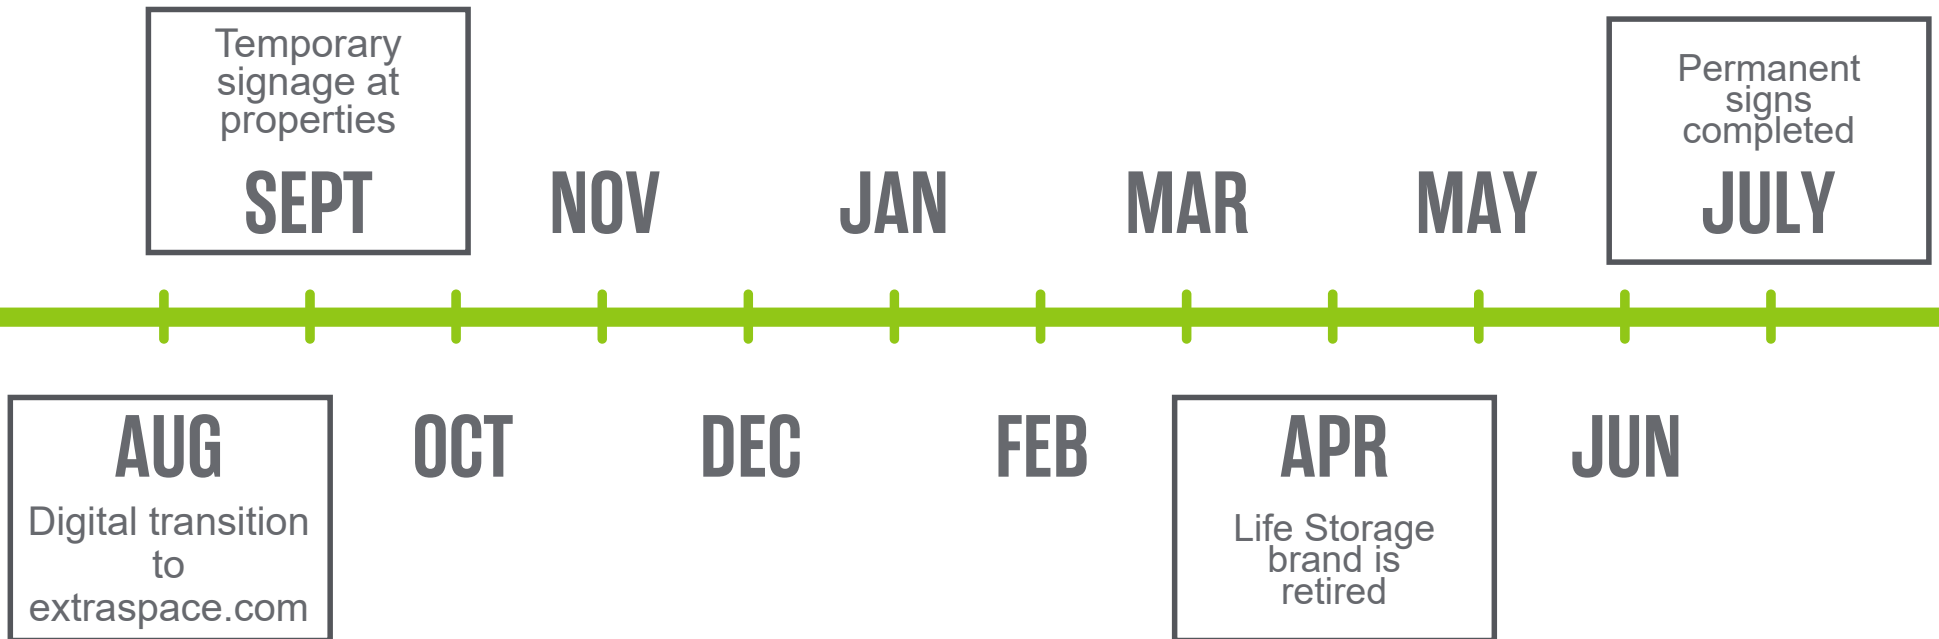 Temporary
signage at
properties
SEPT
NOV
JAN
MAR
MAY
Permanent
signs
completed
JULY
AUG
Digital transition
to
extraspace.com
OCT
DEC
FEB
APR
Life Storage
brand is
retired
JUN